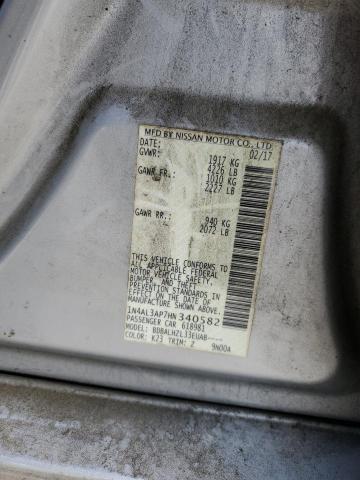 MFD BY NISSAN MOTOR CO., LTD.
DATE: 02/17
GVWR: 1917 KG
4226 LB
GAWR FR.: 1010 KG
2227 LB
GAWR RR.: 940 KG
2072 LB
THIS VEHICLE CONFORMS TO
ALL APPLICABLE FEDERAL
MOTOR VEHICLE SAFETY,
BUMPER, AND THEFT
PREVENTION STANDARDS
IN EFFECT ON THE DATE OF
MANUFACTURE SHOWN ABOVE.
1N4AL3AP7HN340582
PASSENGER CAR 618981
MODEL: BDBALHZL33EUAB----
COLOR: K23 TRIM: Z 9N00A